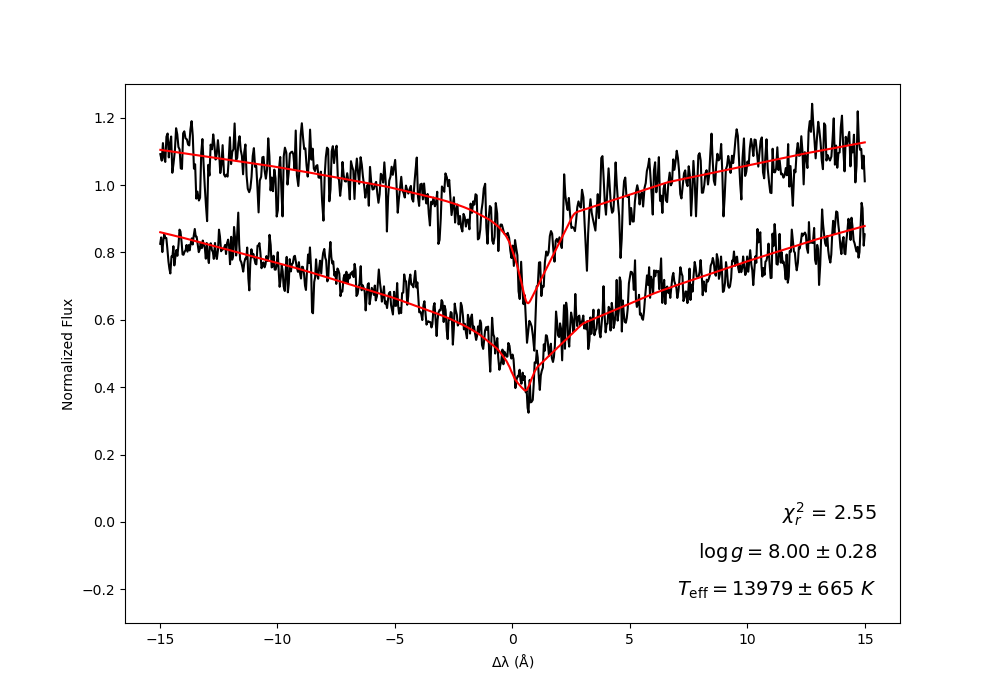 Normalized Flux
1.2
1.0
0.8
0.6
0.4
0.2
0.0
−0.2
χ²ᵣ = 2.55
log g = 8.00 ± 0.28
T_eff = 13979 ± 665 K
−15 −10 −5 0 5 10 15
Δλ (Å)